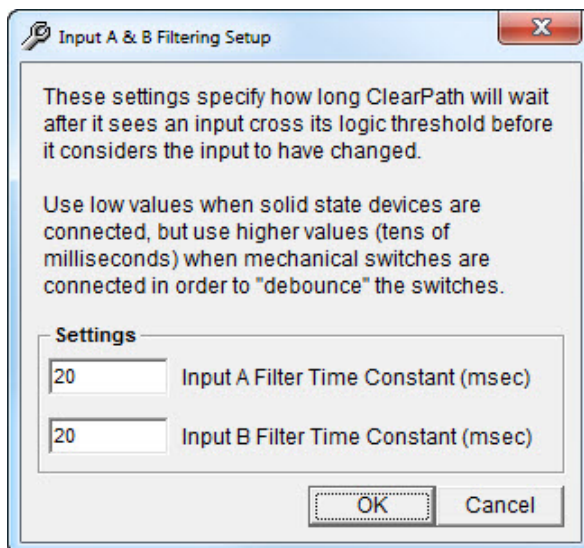 Input A & B Filtering Setup
These settings specify how long ClearPath will wait
after it sees an input cross its logic threshold before
it considers the input to have changed.
Use low values when solid state devices are
connected, but use higher values (tens of
milliseconds) when mechanical switches are
connected in order to "debounce" the switches.
Settings
20 Input A Filter Time Constant (msec)
20 Input B Filter Time Constant (msec)
OK Cancel